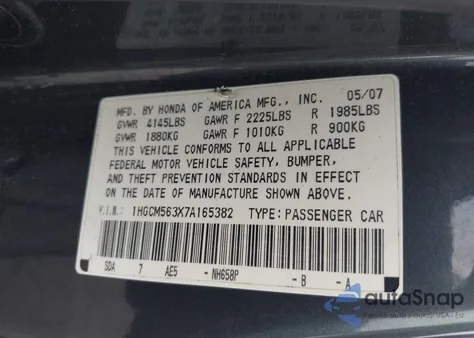 MFD. BY HONDA OF AMERICA MFG., INC. 05/07
GVWR 4145LBS GAWR F 2225LBS R 1985LBS
GVWR 1880KG GAWR F 1010KG R 900KG
THIS VEHICLE CONFORMS TO ALL APPLICABLE
FEDERAL MOTOR VEHICLE SAFETY, BUMPER,
AND THEFT PREVENTION STANDARDS IN EFFECT
ON THE DATE OF MANUFACTURE SHOWN ABOVE.
V.I.N.: 1HGCM563X7A165382 TYPE: PASSENGER CAR
SDA 7 AE5 - NH658P - B - A
autoSnap